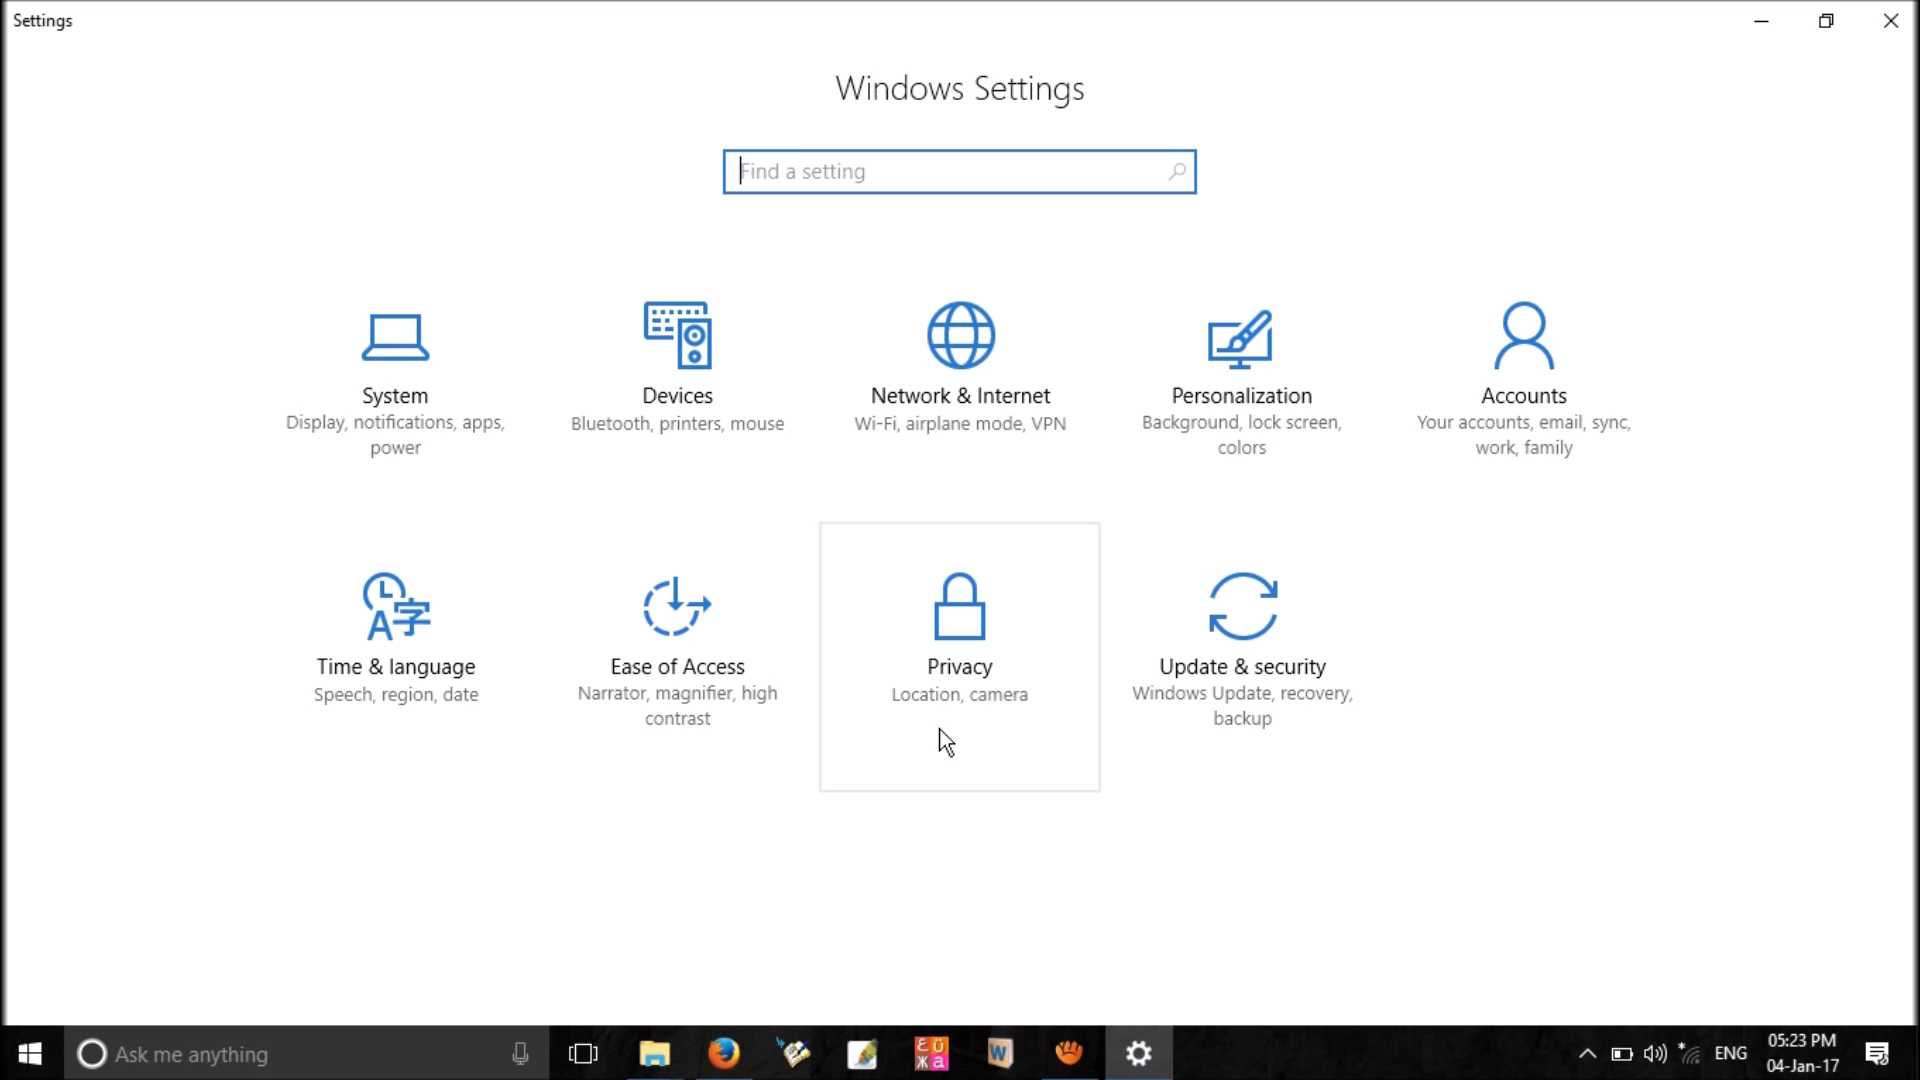 Settings
Windows Settings
Find a setting
System
Display, notifications, apps,
power
Devices
Bluetooth, printers, mouse
Network & Internet
Wi-Fi, airplane mode, VPN
Personalization
Background, lock screen,
colors
Accounts
Your accounts, email, sync,
work, family
Time & language
Speech, region, date
Ease of Access
Narrator, magnifier, high
contrast
Privacy
Location, camera
Update & security
Windows Update, recovery,
backup
Ask me anything
ENG
05:23 PM
04-Jan-17